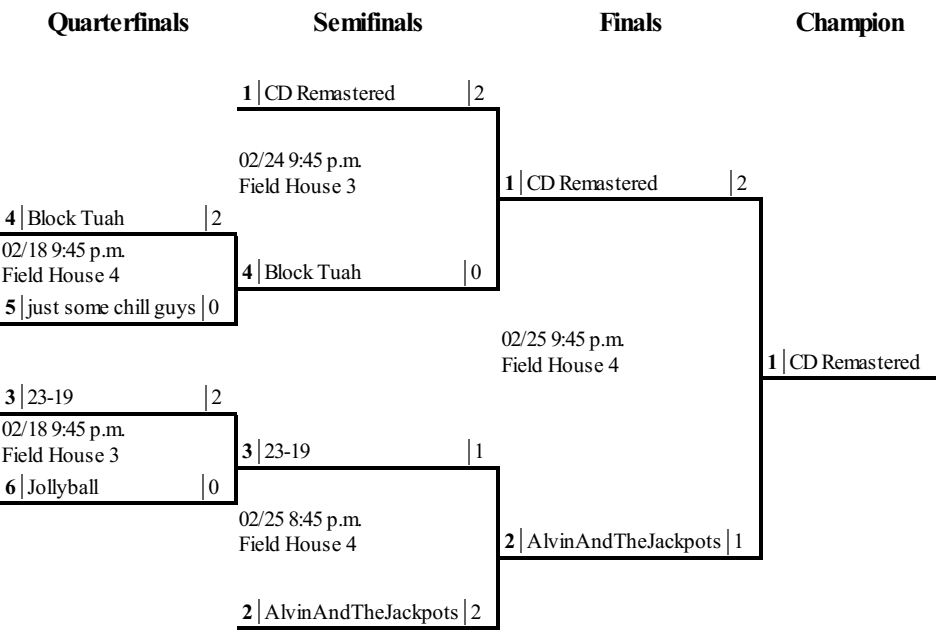 Quarterfinals Semifinals Finals Champion
1 CD Remastered 2
02/24 9:45 p.m.
Field House 3
1 CD Remastered 2
4 Block Tuah 2
02/18 9:45 p.m.
Field House 4
4 Block Tuah 0
5 just some chill guys 0
02/25 9:45 p.m.
Field House 4
1 CD Remastered
3 23-19 2
02/18 9:45 p.m.
Field House 3
3 23-19 1
6 Jollyball 0
02/25 8:45 p.m.
Field House 4
2 AlvinAndTheJackpots 1
2 AlvinAndTheJackpots 2